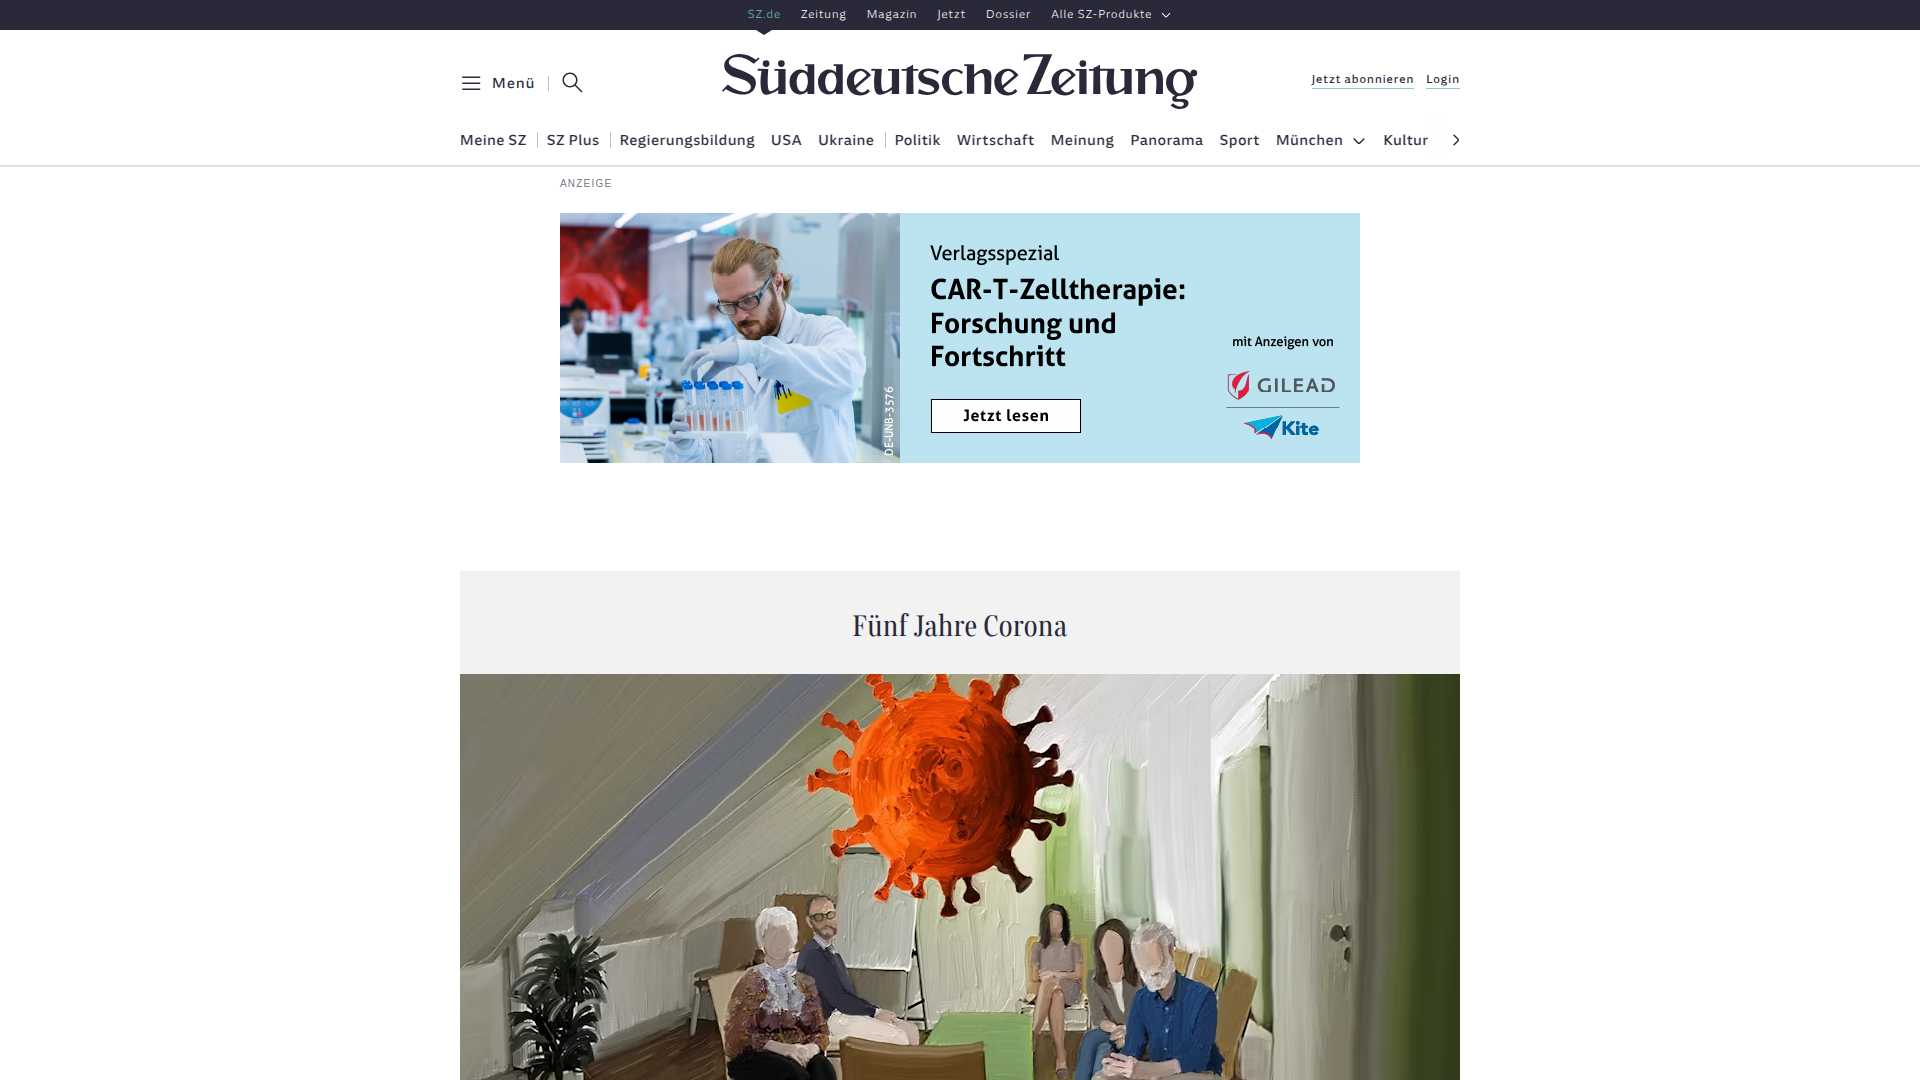 SZ.de Zeitung Magazin Jetzt Dossier Alle SZ-Produkte
Menü
Süddeutsche Zeitung
Jetzt abonnieren Login
Meine SZ SZ Plus Regierungsbildung USA Ukraine Politik Wirtschaft Meinung Panorama Sport München Kultur
ANZEIGE
Verlagsspezial
CAR-T-Zelltherapie:
Forschung und
Fortschritt
Jetzt lesen
mit Anzeigen von
GILEAD
Kite
DE-UNB-3576
Fünf Jahre Corona